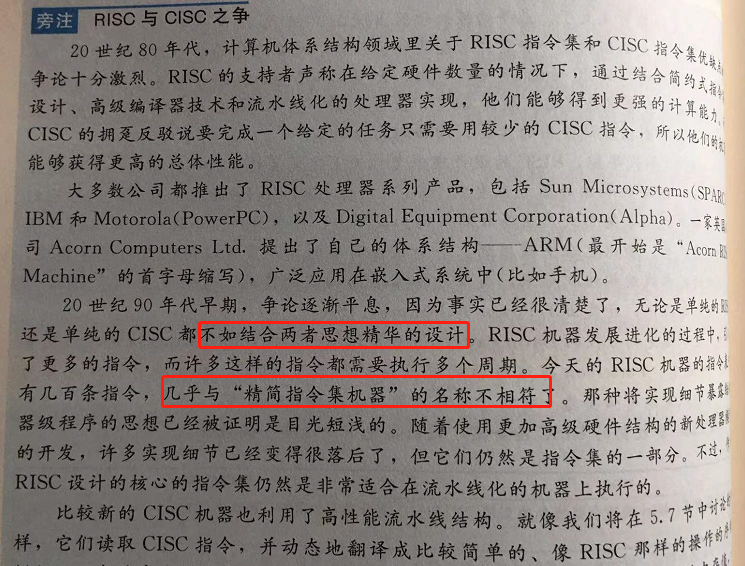 旁注 RISC 与 CISC 之争
20 世纪 80 年代，计算机体系结构领域里关于 RISC 指令集和 CISC 指令集优缺点
争论十分激烈。RISC 的支持者声称在给定硬件数量的情况下，通过结合简约式指令
设计、高级编译器技术和流水线化的处理器实现，他们能够得到更强的计算能力。
CISC 的拥趸反驳说要完成一个给定的任务只需要用较少的 CISC 指令，所以他们的
能够获得更高的总体性能。
大多数公司都推出了 RISC 处理器系列产品，包括 Sun Microsystems(SPARC
IBM 和 Motorola(PowerPC)，以及 Digital Equipment Corporation(Alpha)。一家英国
司 Acorn Computers Ltd. 提出了自己的体系结构——ARM(最开始是“Acorn
Machine”的首字母缩写)，广泛应用在嵌入式系统中(比如手机)。
20 世纪 90 年代早期，争论逐渐平息，因为事实已经很清楚了，无论是单纯的
还是单纯的 CISC 都不如结合两者思想精华的设计。RISC 机器发展进化的过程中，
了更多的指令，而许多这样的指令都需要执行多个周期。今天的 RISC 机器的指令
有几百条指令，几乎与“精简指令集机器”的名称不相符了。那种将实现细节暴露
器级程序的思想已经被证明是目光短浅的。随着使用更加高级硬件结构的新处理器
的开发，许多实现细节已经变得很落后了，但它们仍然是指令集的一部分。不过，
RISC 设计的核心的指令集仍然是非常适合在流水线化的机器上执行的。
比较新的 CISC 机器也利用了高性能流水线结构。就像我们将在 5.7 节中讨论
样，它们读取 CISC 指令，并动态地翻译成比较简单的、像 RISC 那样的操作的